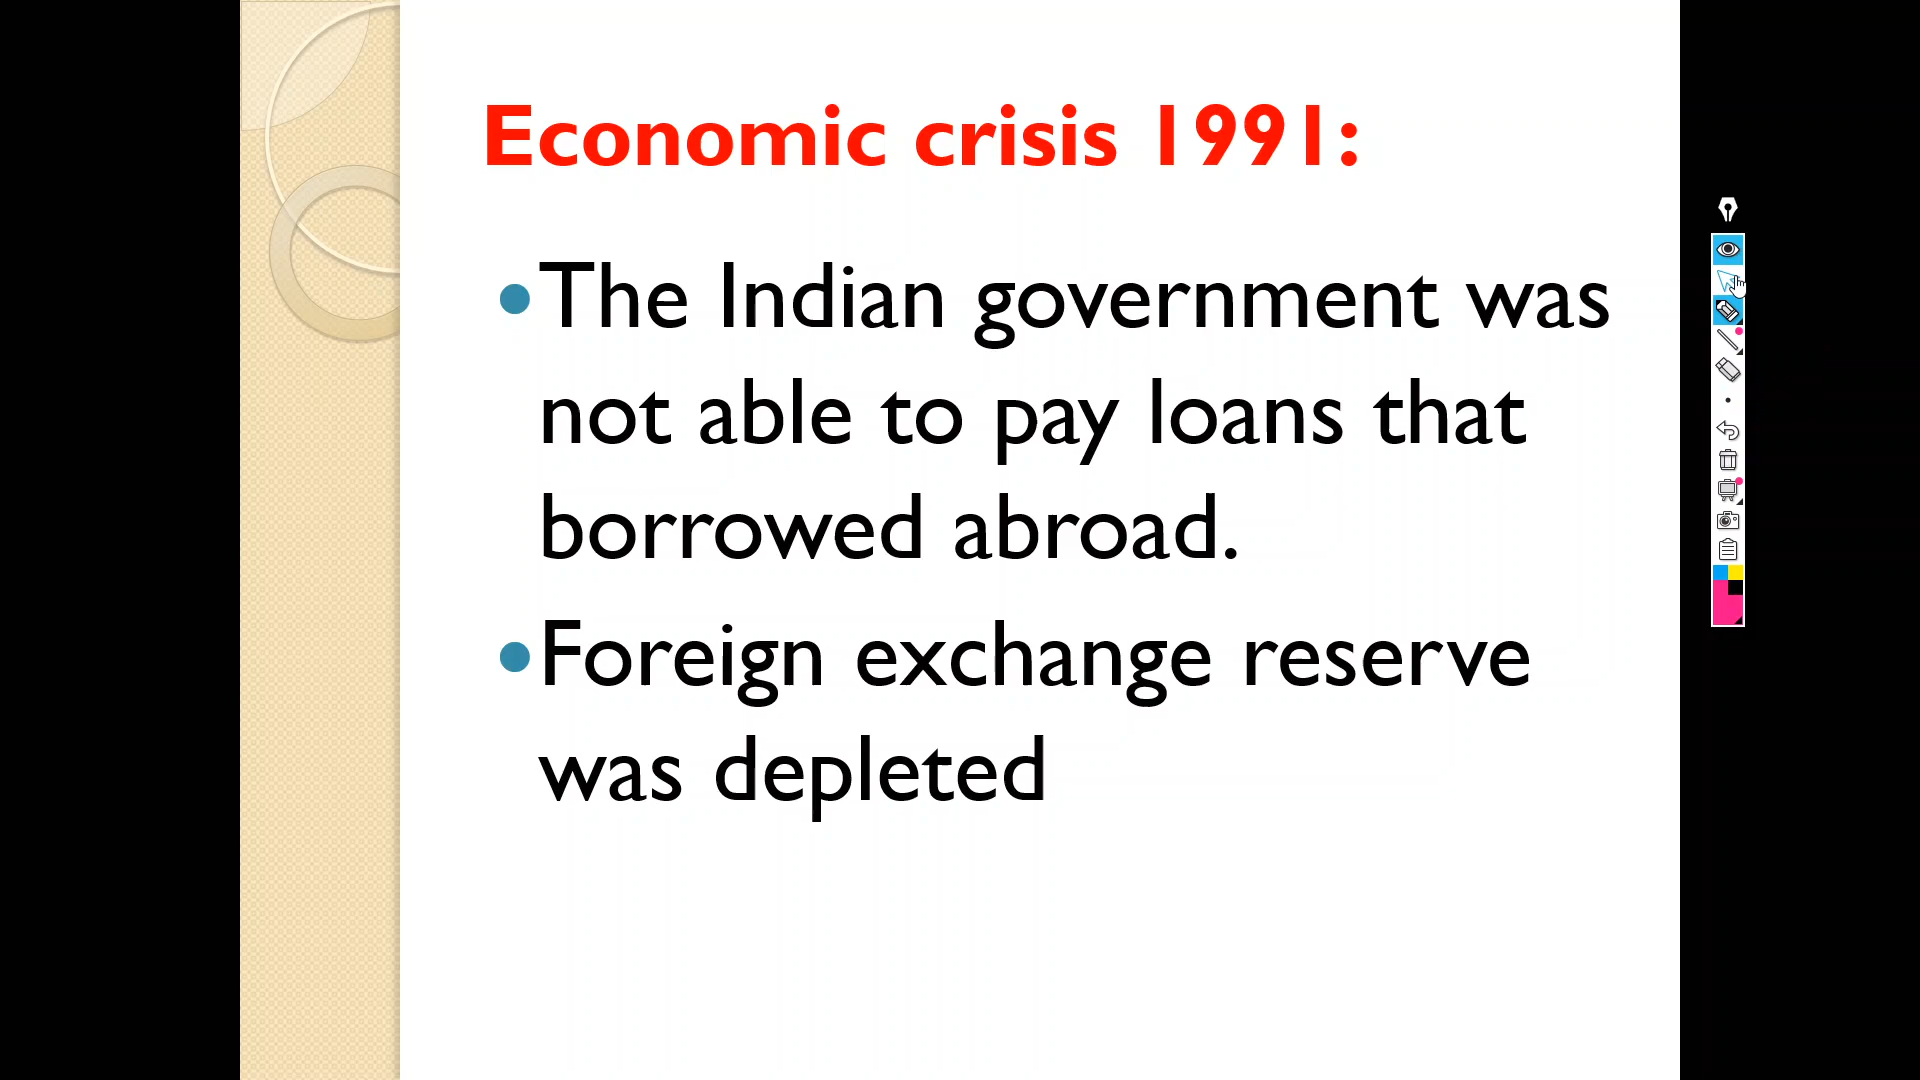 Economic crisis 1991:
•The Indian government was
not able to pay loans that
borrowed abroad.
•Foreign exchange reserve
was depleted